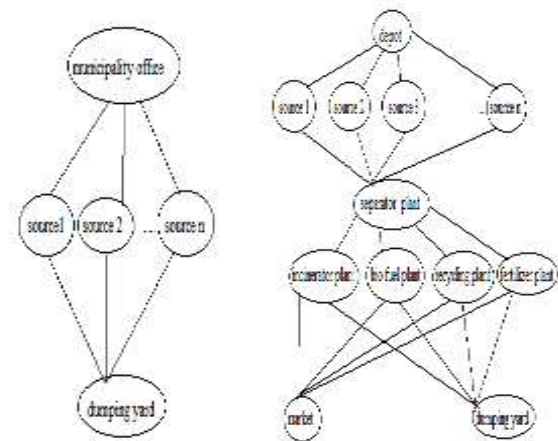 municipality office
source1
source 2
....
source n
dumping yard
depot
source 1
source 2
source 3
...
source n
separator plant
incinerator plant
bio fuel plant
recycling plant
fertilizer plant
market
dumping yard